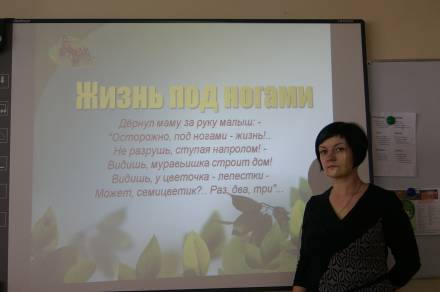 Жизнь под ногами
Дёрнул маму за руку малыш: -
"Осторожно, под ногами - жизнь!..
Не разрушь, ступая напролом! -
Видишь, муравьишка строит дом!
Видишь, у цветочка - лепестки -
Может, семицветик?.. Раз, два, три"...